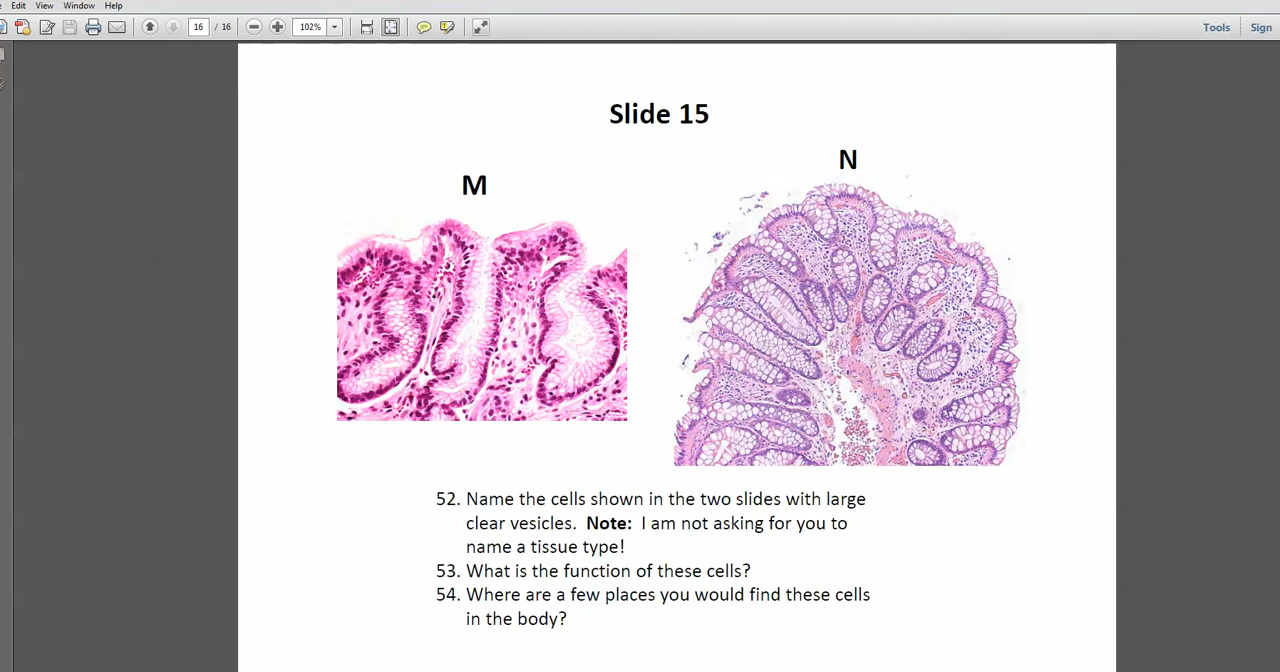 Edit View Window Help
16 / 16 102% Tools Sign
Slide 15
N
M
52. Name the cells shown in the two slides with large
clear vesicles. Note: I am not asking for you to
name a tissue type!
53. What is the function of these cells?
54. Where are a few places you would find these cells
in the body?